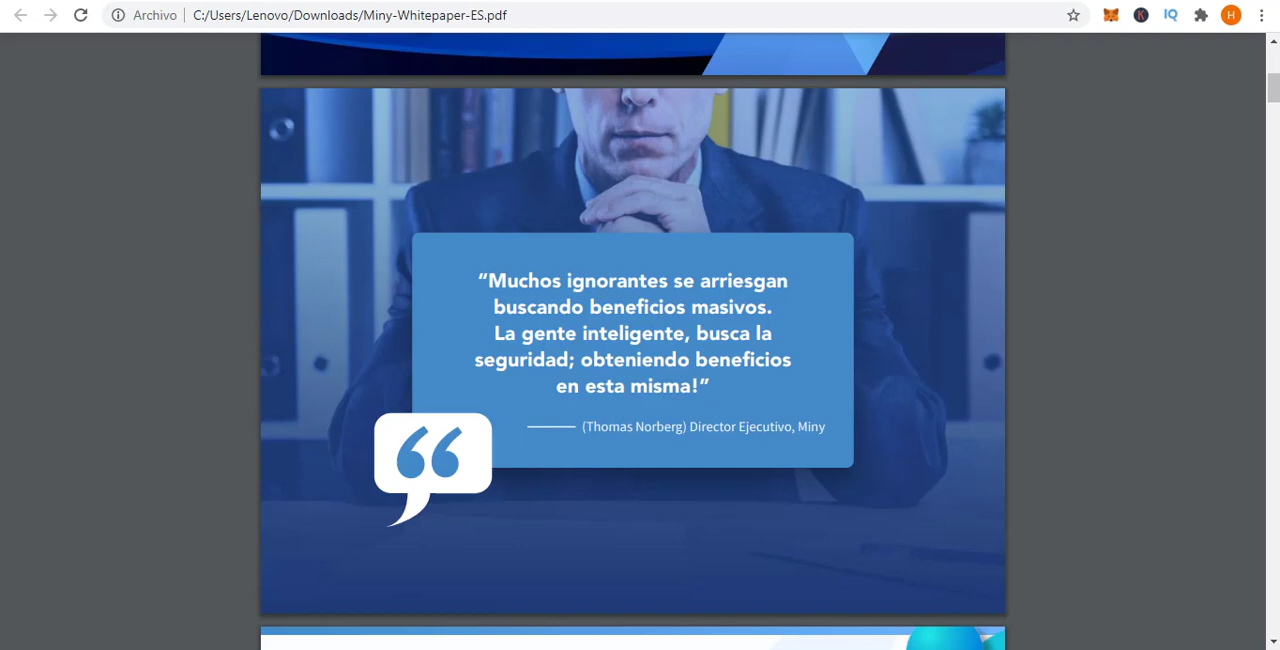 Archivo
C:/Users/Lenovo/Downloads/Miny-Whitepaper-ES.pdf
IQ
H
“Muchos ignorantes se arriesgan
buscando beneficios masivos.
La gente inteligente, busca la
seguridad; obteniendo beneficios
en esta misma!”
(Thomas Norberg) Director Ejecutivo, Miny